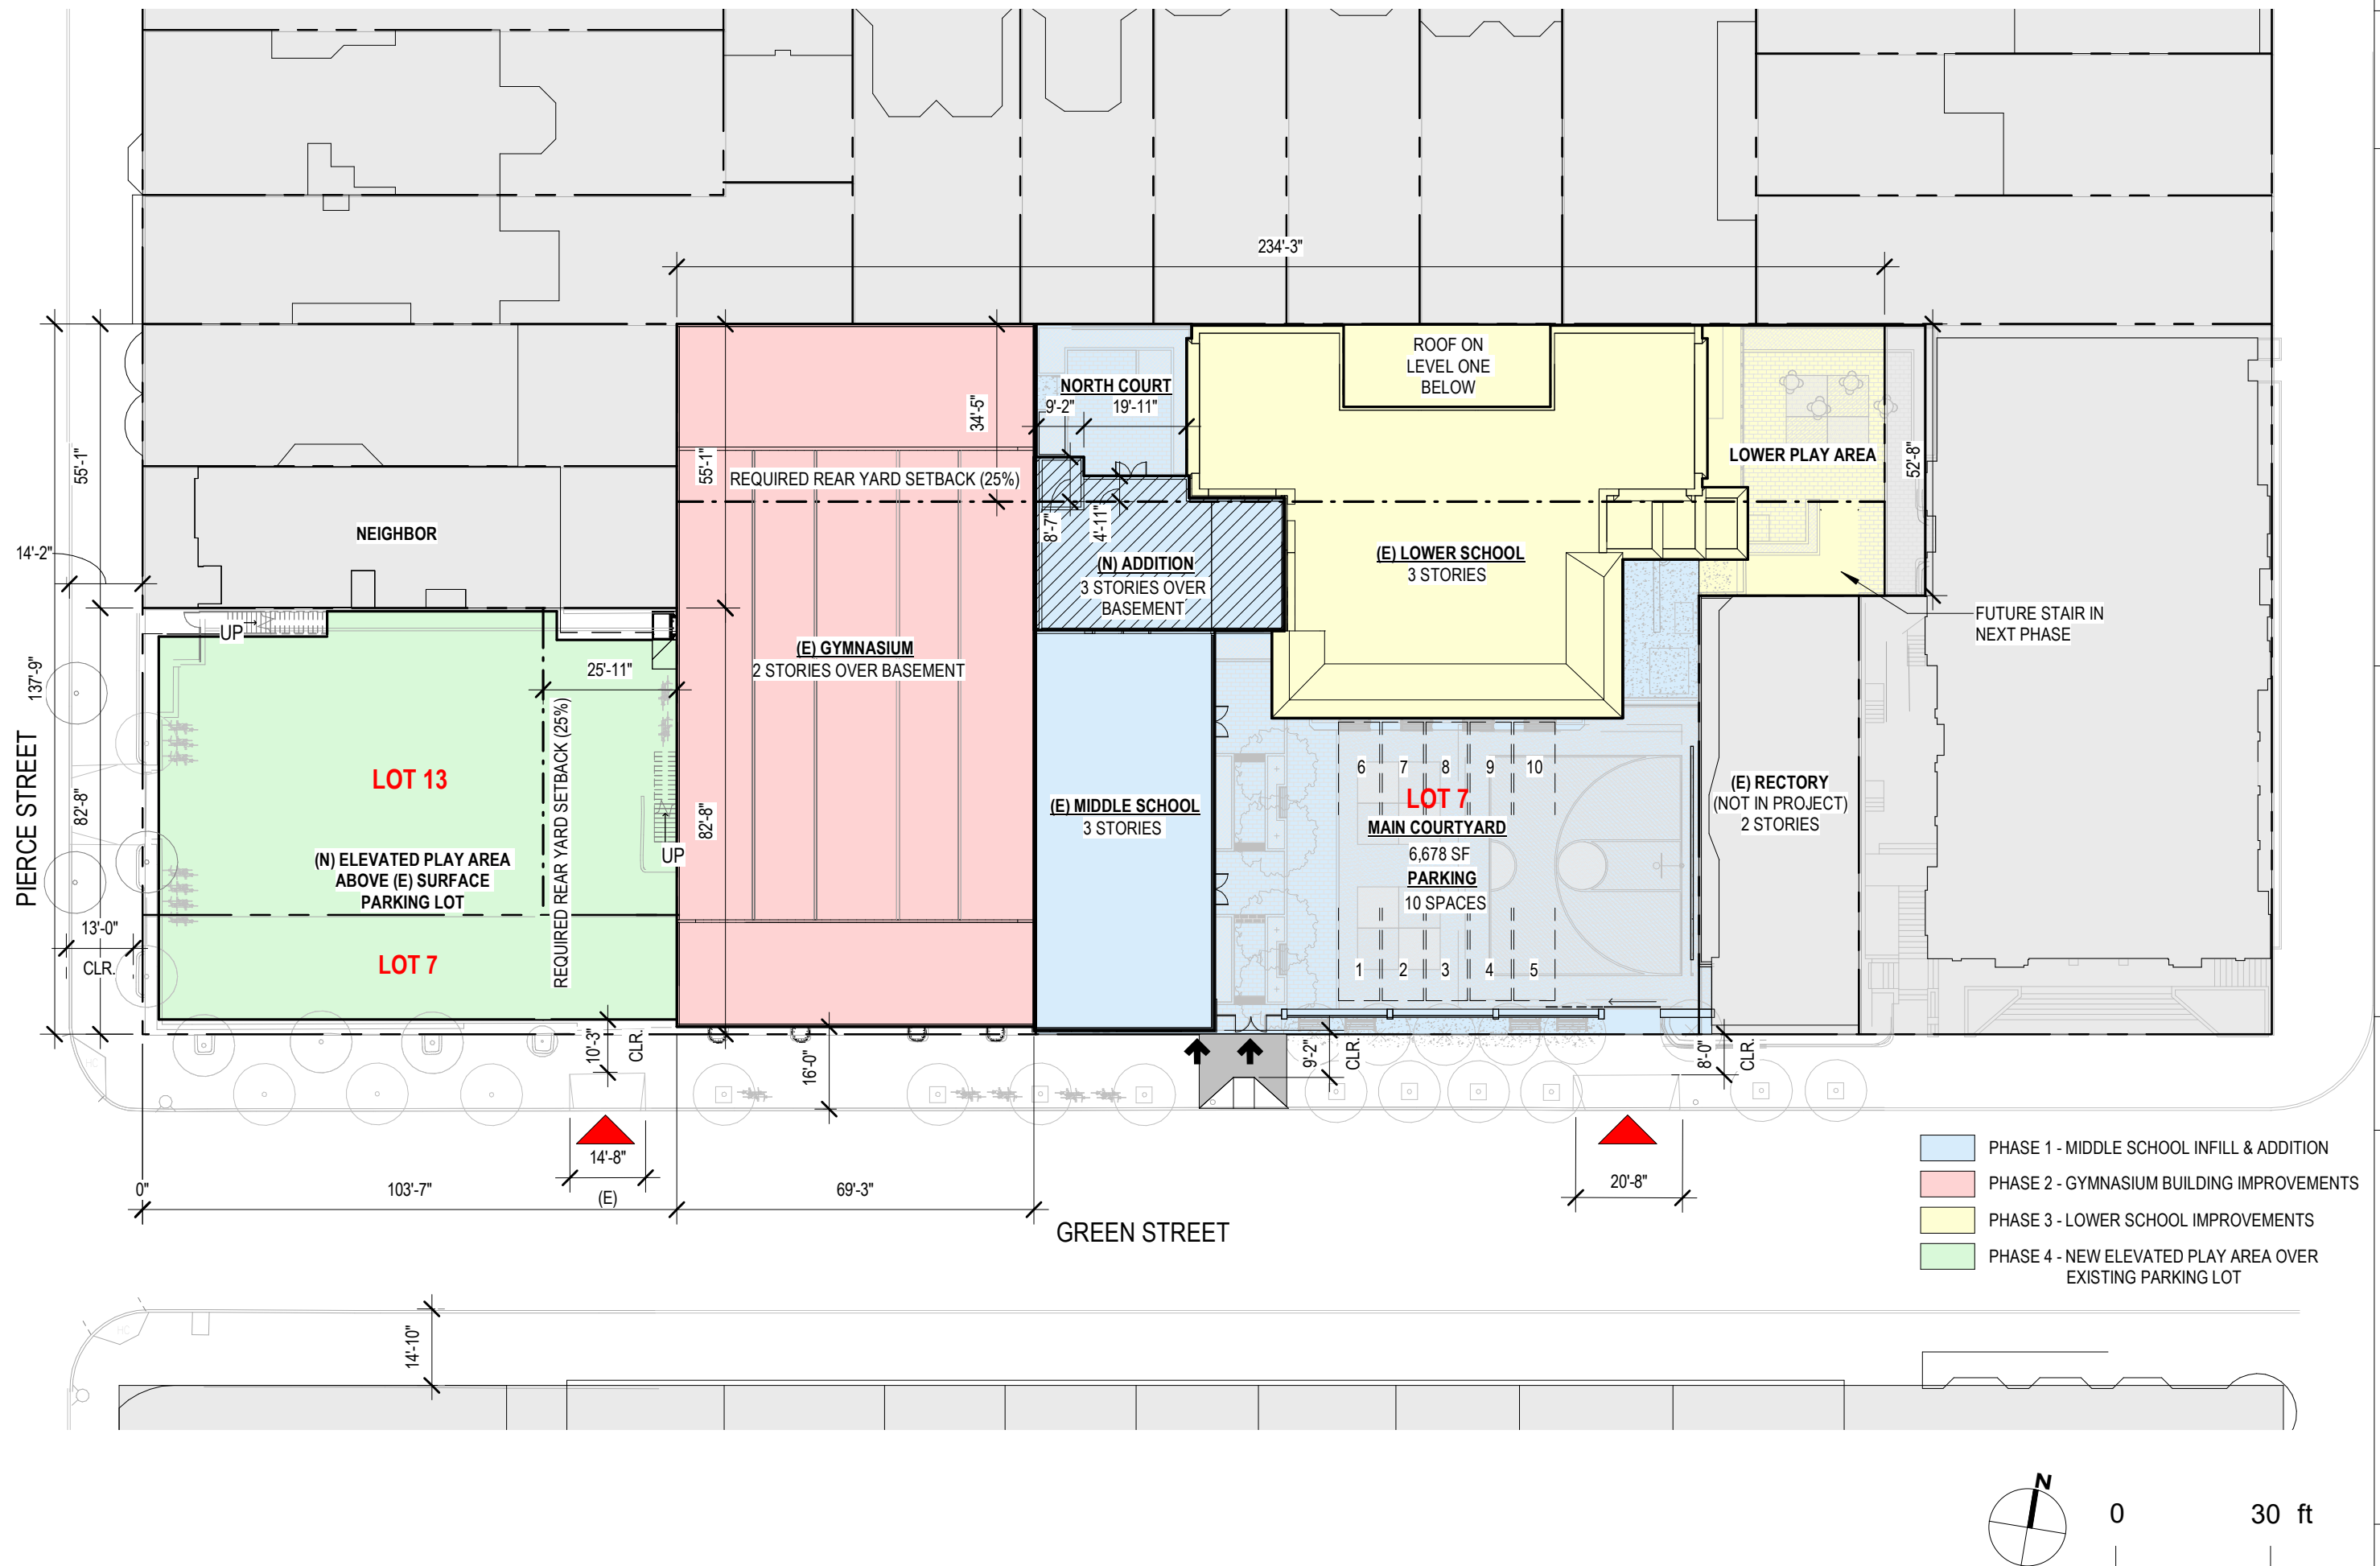 234'-3"
ROOF ON
LEVEL ONE
BELOW
NORTH COURT
9'-2"
19'-11"
34'-5"
55'-1"
55'-1"
52'-8"
LOWER PLAY AREA
REQUIRED REAR YARD SETBACK (25%)
NEIGHBOR
14'-2"
8'-7"
4'-11"
(N) ADDITION
3 STORIES OVER
BASEMENT
(E) LOWER SCHOOL
3 STORIES
FUTURE STAIR IN
NEXT PHASE
UP
(E) GYMNASIUM
2 STORIES OVER BASEMENT
25'-11"
137'-9"
PIERCE STREET
82'-8"
LOT 13
REQUIRED REAR YARD SETBACK (25%)
82'-8"
UP
(N) ELEVATED PLAY AREA
ABOVE (E) SURFACE
PARKING LOT
LOT 7
13'-0"
CLR.
(E) MIDDLE SCHOOL
3 STORIES
6 7 8 9 10
LOT 7
MAIN COURTYARD
6,678 SF
PARKING
10 SPACES
1 2 3 4 5
(E) RECTORY
(NOT IN PROJECT)
2 STORIES
10'-3"
CLR.
16'-0"
9'-2"
CLR.
8'-0"
CLR.
HC
14'-8"
(E)
0"
103'-7"
69'-3"
20'-8"
GREEN STREET
PHASE 1 - MIDDLE SCHOOL INFILL & ADDITION
PHASE 2 - GYMNASIUM BUILDING IMPROVEMENTS
PHASE 3 - LOWER SCHOOL IMPROVEMENTS
PHASE 4 - NEW ELEVATED PLAY AREA OVER
EXISTING PARKING LOT
HC
14'-10"
N
0 30 ft